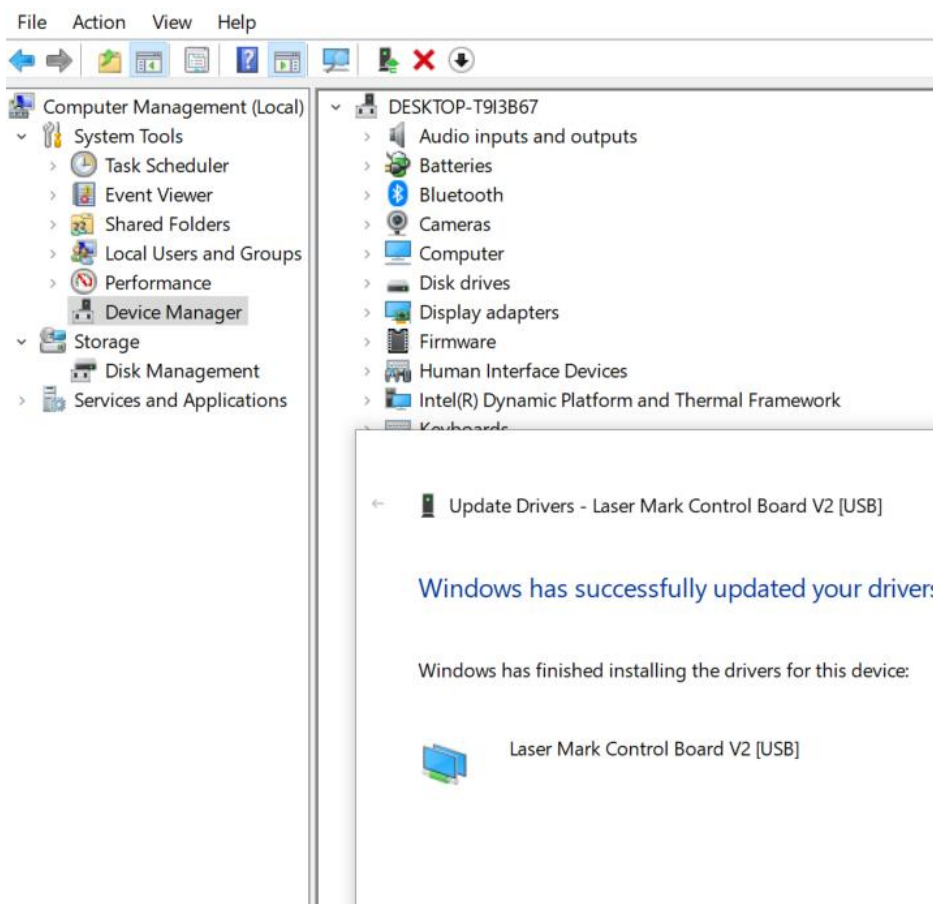 File Action View Help
Computer Management (Local)
System Tools
Task Scheduler
Event Viewer
Shared Folders
Local Users and Groups
Performance
Device Manager
Storage
Disk Management
Services and Applications
DESKTOP-T9I3B67
Audio inputs and outputs
Batteries
Bluetooth
Cameras
Computer
Disk drives
Display adapters
Firmware
Human Interface Devices
Intel(R) Dynamic Platform and Thermal Framework
Keyboards
Update Drivers - Laser Mark Control Board V2 [USB]
Windows has successfully updated your drivers
Windows has finished installing the drivers for this device:
Laser Mark Control Board V2 [USB]